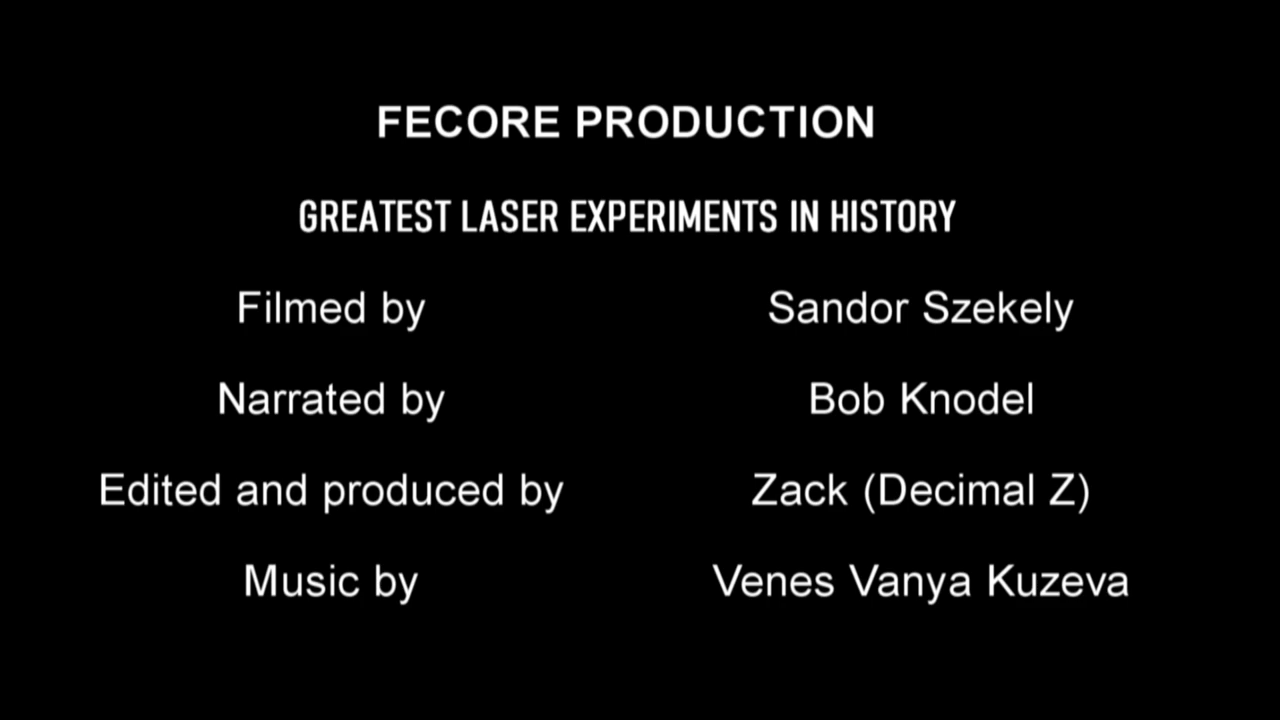 FECORE PRODUCTION
GREATEST LASER EXPERIMENTS IN HISTORY
Filmed by Sandor Szekely
Narrated by Bob Knodel
Edited and produced by Zack (Decimal Z)
Music by Venes Vanya Kuzeva